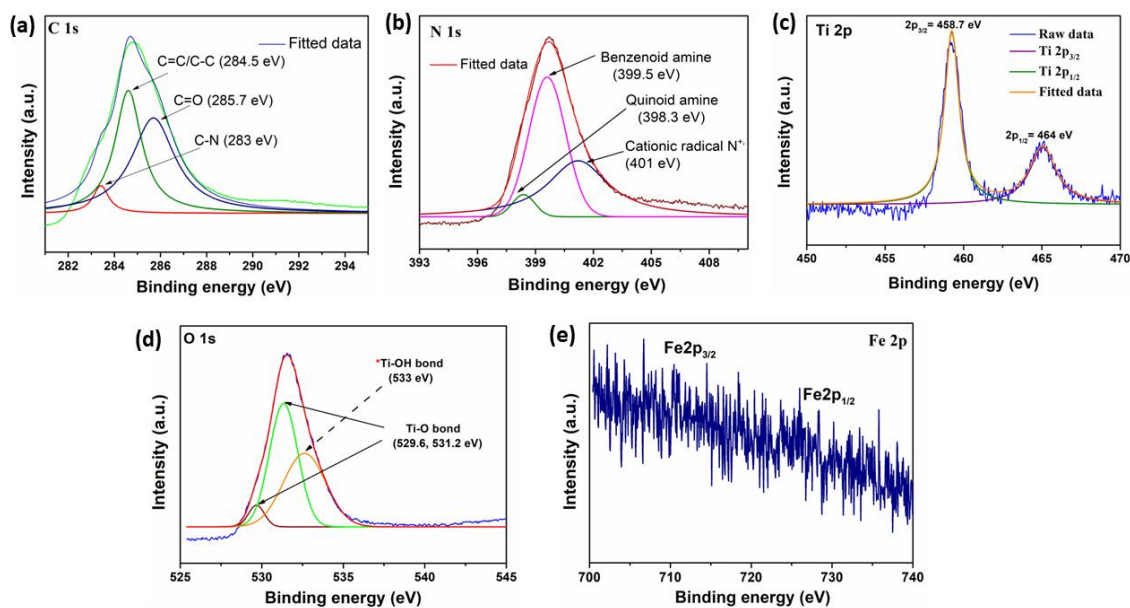 (a) C 1s
Fitted data
C=C/C-C (284.5 eV)
C=O (285.7 eV)
C-N (283 eV)
Intensity (a.u.)
282 284 286 288 290 292 294
Binding energy (eV)
(b) N 1s
Fitted data
Benzenoid amine
(399.5 eV)
Quinoid amine
(398.3 eV)
Cationic radical N+·
(401 eV)
Intensity (a.u.)
393 396 399 402 405 408
Binding energy (eV)
(c) Ti 2p
2p3/2= 458.7 eV
Raw data
Ti 2p3/2
Ti 2p1/2
Fitted data
2p1/2= 464 eV
Intensity (a.u.)
450 455 460 465 470
Binding energy (eV)
(d) O 1s
*Ti-OH bond
(533 eV)
Ti-O bond
(529.6, 531.2 eV)
Intensity (a.u.)
525 530 535 540 545
Binding energy (eV)
(e) Fe 2p
Fe2p3/2
Fe2p1/2
Intensity (a.u.)
700 710 720 730 740
Binding energy (eV)